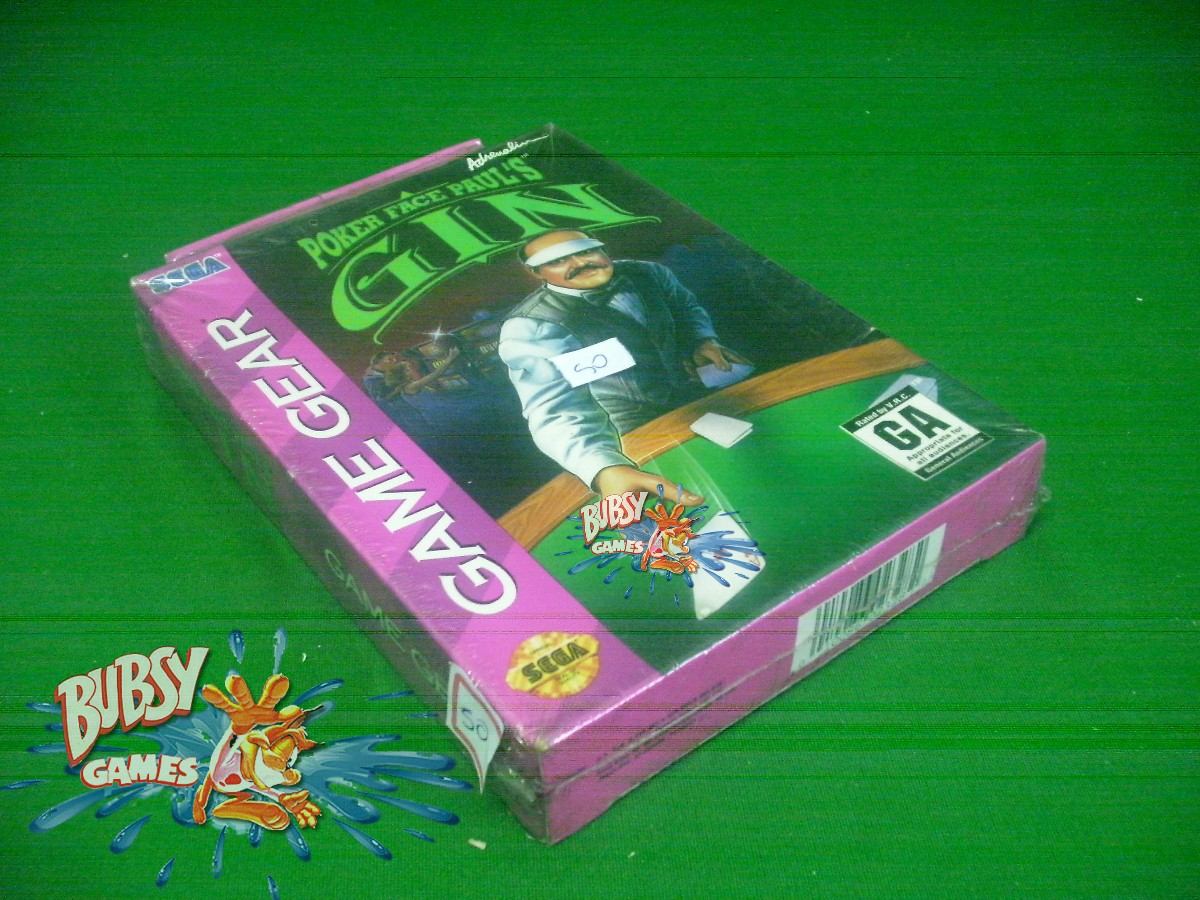 Adrenalin
POKER FACE PAUL'S™
GIN
SEGA
GAME GEAR
50
Rated by V.R.C.
GA
Appropriate for
all audiences
General Audiences
BUBSY
GAMES
SEGA
GAME GEAR
50
BUBSY
GAMES